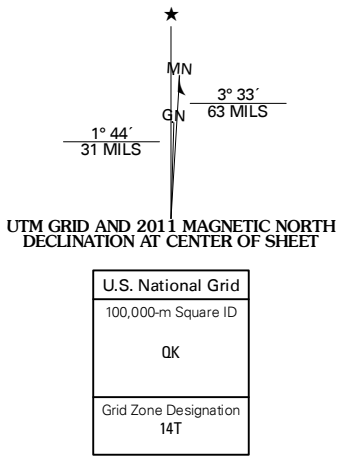 ★
MN
3° 33´
63 MILS
GN
1° 44´
31 MILS
UTM GRID AND 2011 MAGNETIC NORTH
DECLINATION AT CENTER OF SHEET
U.S. National Grid
100,000-m Square ID
QK
Grid Zone Designation
14T